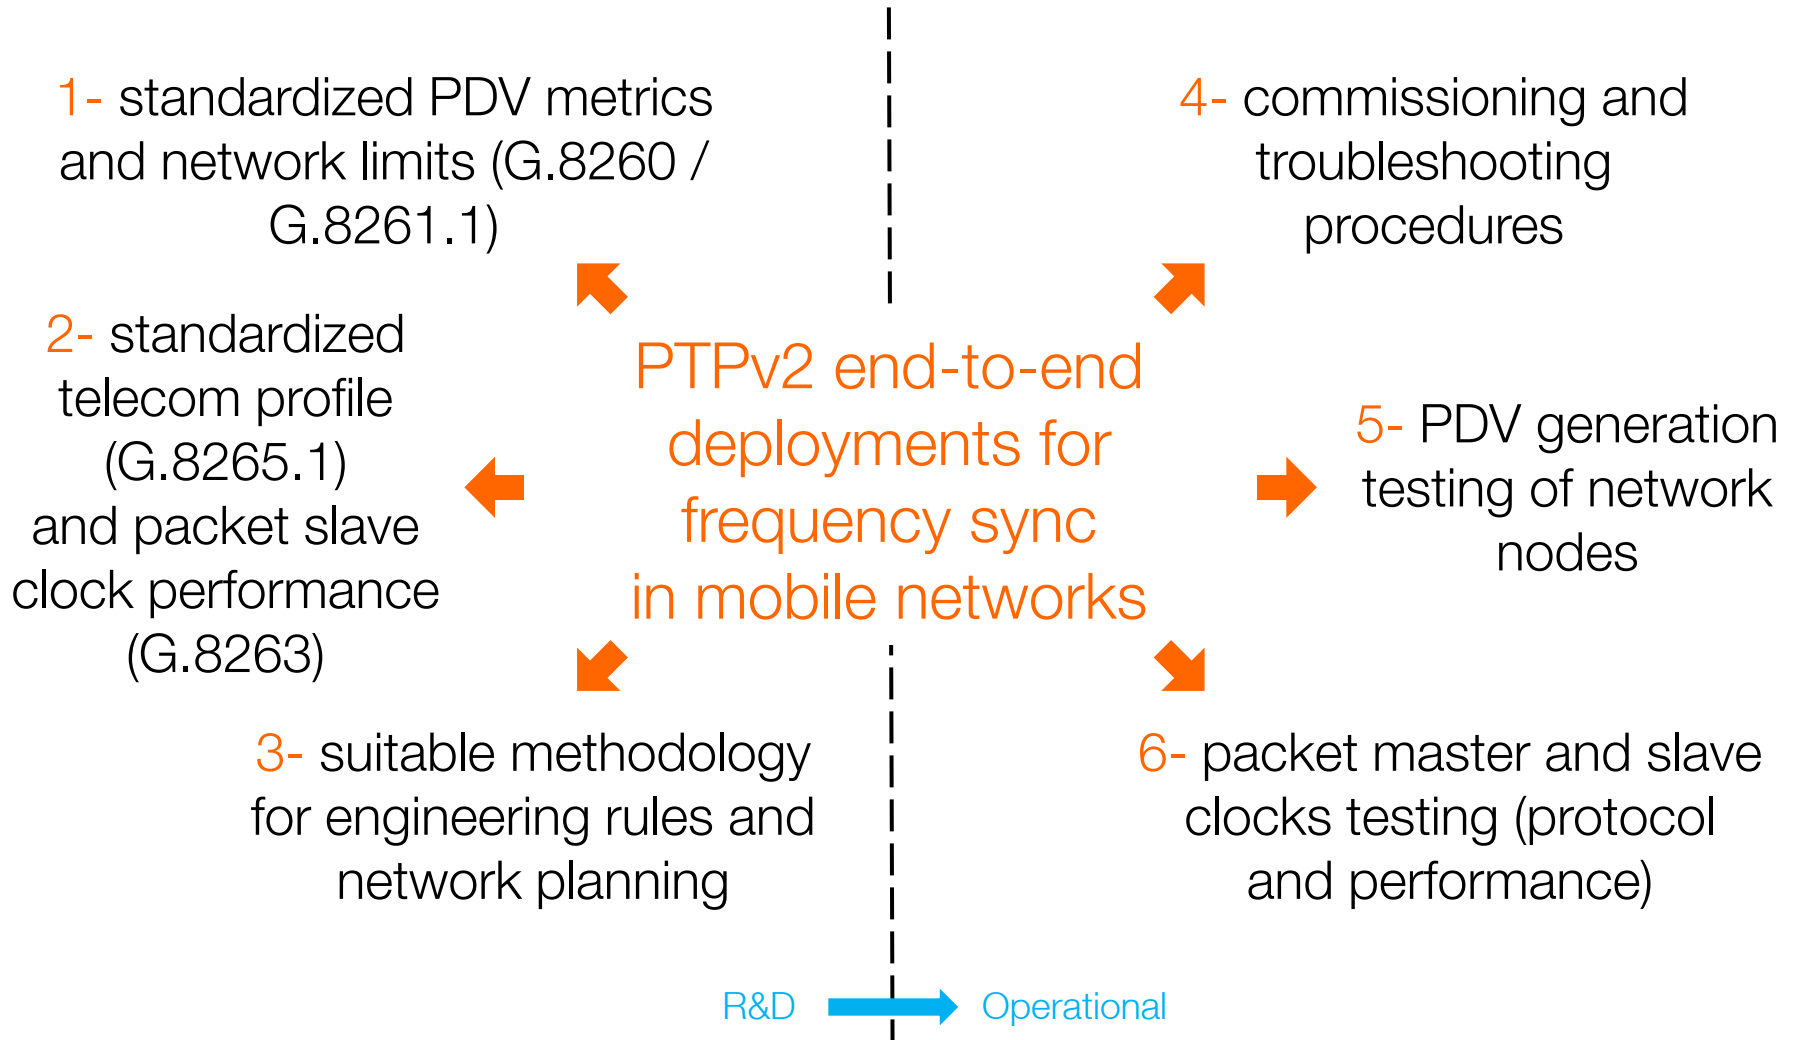 1- standardized PDV metrics
and network limits (G.8260 /
G.8261.1)
2- standardized
telecom profile
(G.8265.1)
and packet slave
clock performance
(G.8263)
3- suitable methodology
for engineering rules and
network planning
PTPv2 end-to-end
deployments for
frequency sync
in mobile networks
4- commissioning and
troubleshooting
procedures
5- PDV generation
testing of network
nodes
6- packet master and slave
clocks testing (protocol
and performance)
R&D
Operational